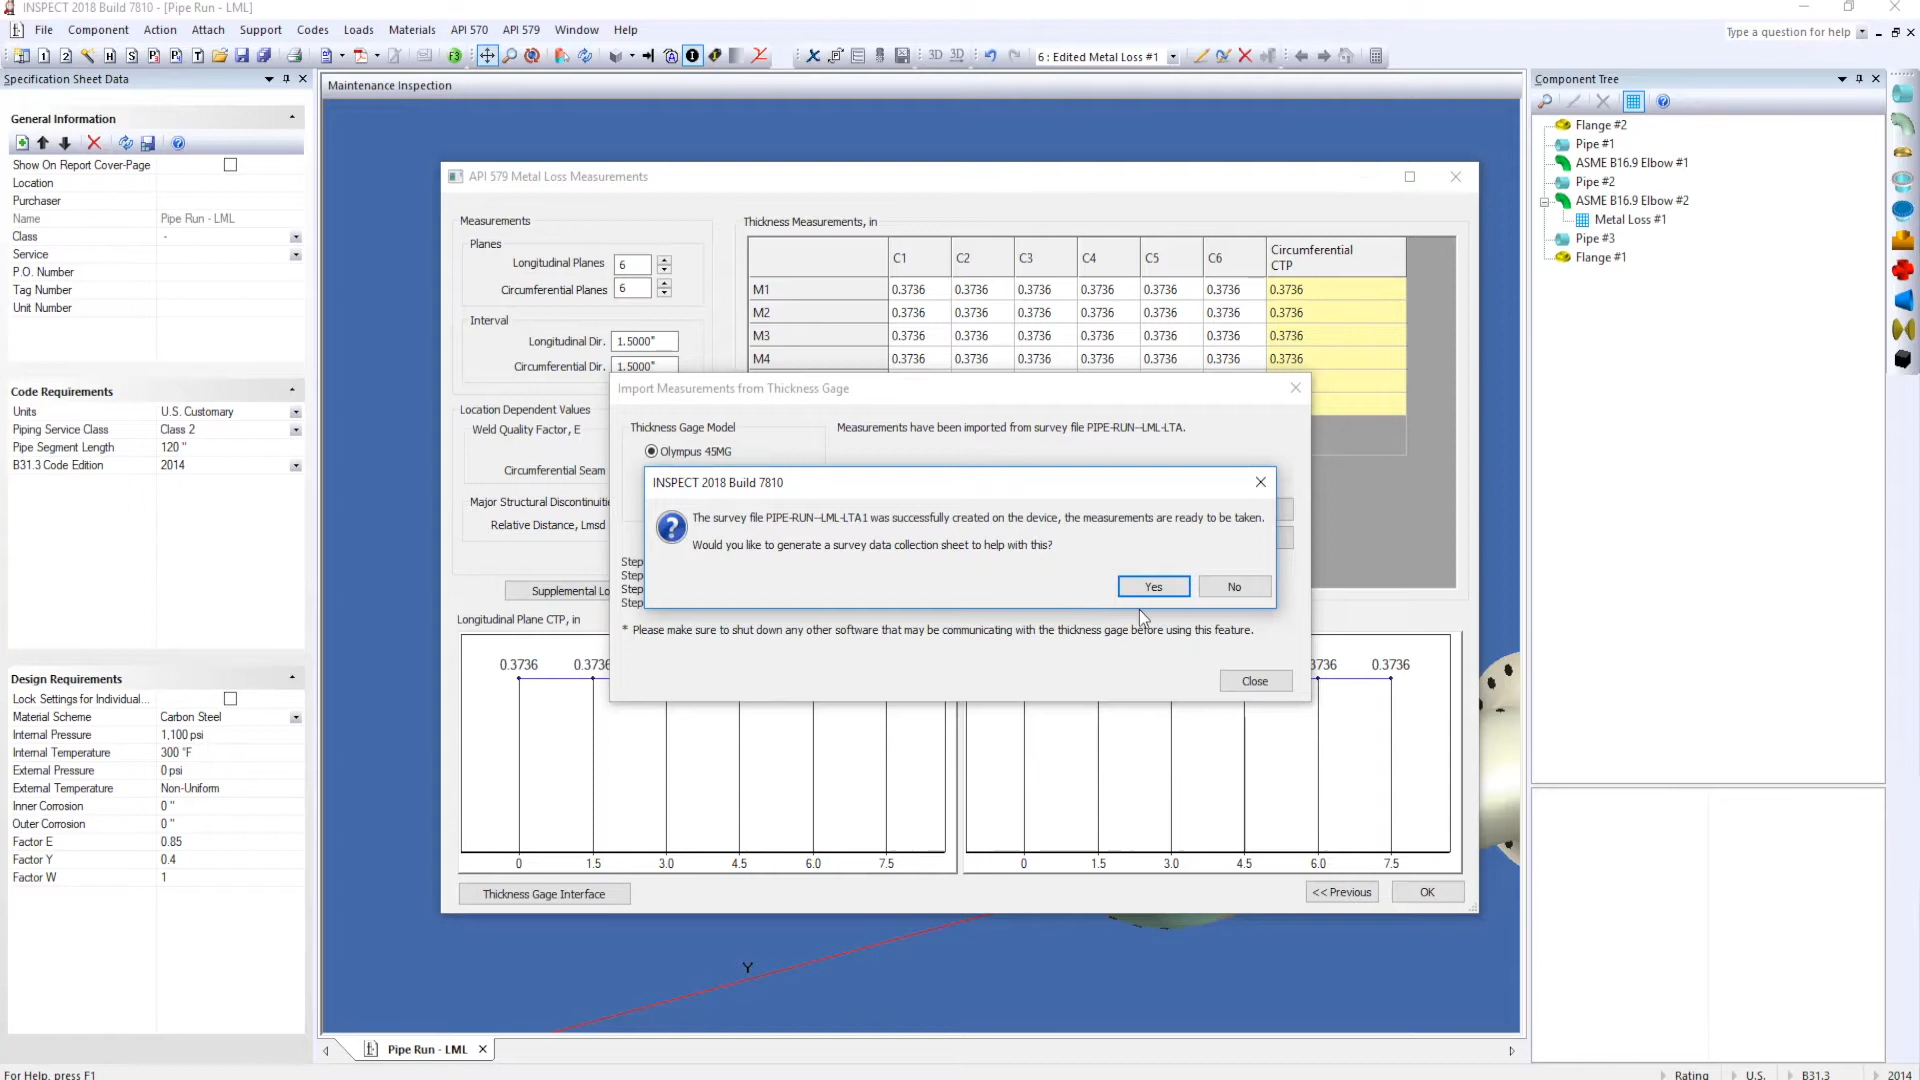 INSPECT 2018 Build 7810 - [Pipe Run - LML]
File Component Action Attach Support Codes Loads Materials API 570 API 579 Window Help
Type a question for help
H S T F3 3D 3D 6 : Edited Metal Loss #1
Specification Sheet Data
General Information
Show On Report Cover-Page
Location
Purchaser
Name Pipe Run - LML
Class -
Service
P.O. Number
Tag Number
Unit Number
Code Requirements
Units U.S. Customary
Piping Service Class Class 2
Pipe Segment Length 120 "
B31.3 Code Edition 2014
Design Requirements
Lock Settings for Individual...
Material Scheme Carbon Steel
Internal Pressure 1,100 psi
Internal Temperature 300 °F
External Pressure 0 psi
External Temperature Non-Uniform
Inner Corrosion 0 "
Outer Corrosion 0 "
Factor E 0.85
Factor Y 0.4
Factor W 1
Maintenance Inspection
API 579 Metal Loss Measurements
Measurements
Planes
Longitudinal Planes 6
Circumferential Planes 6
Interval
Longitudinal Dir. 1.5000"
Circumferential Dir. 1.5000"
Location Dependent Values
Weld Quality Factor, E
Circumferential Seam
Major Structural Discontinuitie
Relative Distance, Lmsd
Supplemental Lo
Thickness Measurements, in
C1 C2 C3 C4 C5 C6 Circumferential CTP
M1 0.3736 0.3736 0.3736 0.3736 0.3736 0.3736 0.3736
M2 0.3736 0.3736 0.3736 0.3736 0.3736 0.3736 0.3736
M3 0.3736 0.3736 0.3736 0.3736 0.3736 0.3736 0.3736
M4 0.3736 0.3736 0.3736 0.3736 0.3736 0.3736 0.3736
Import Measurements from Thickness Gage
Thickness Gage Model
Olympus 45MG
Measurements have been imported from survey file PIPE-RUN--LML-LTA.
INSPECT 2018 Build 7810
The survey file PIPE-RUN--LML-LTA1 was successfully created on the device, the measurements are ready to be taken.
Would you like to generate a survey data collection sheet to help with this?
Yes No
Step
Step
Step
Step
* Please make sure to shut down any other software that may be communicating with the thickness gage before using this feature.
Close
Longitudinal Plane CTP, in
0.3736 0.3736
0 1.5 3.0 4.5 6.0 7.5
3736 0.3736
0 1.5 3.0 4.5 6.0 7.5
Thickness Gage Interface
<< Previous OK
Y
Component Tree
Flange #2
Pipe #1
ASME B16.9 Elbow #1
Pipe #2
ASME B16.9 Elbow #2
Metal Loss #1
Pipe #3
Flange #1
Pipe Run - LML
For Help, press F1
Rating U.S. B31.3 2014